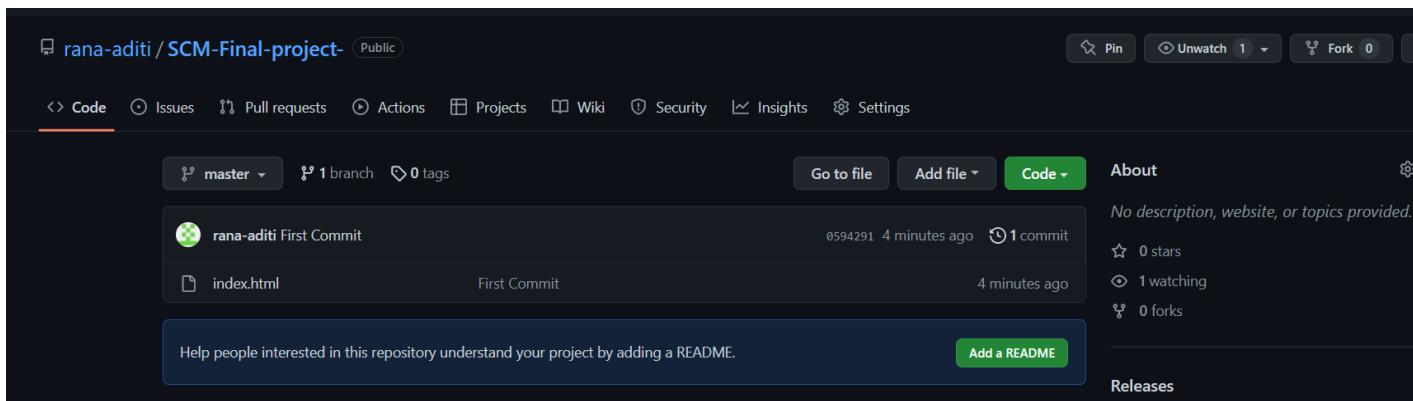 rana-aditi / SCM-Final-project- Public
Pin Unwatch 1 Fork 0
<> Code Issues Pull requests Actions Projects Wiki Security Insights Settings
master 1 branch 0 tags Go to file Add file Code
rana-aditi First Commit 0594291 4 minutes ago 1 commit
index.html First Commit 4 minutes ago
Help people interested in this repository understand your project by adding a README. Add a README
About
No description, website, or topics provided.
0 stars
1 watching
0 forks
Releases